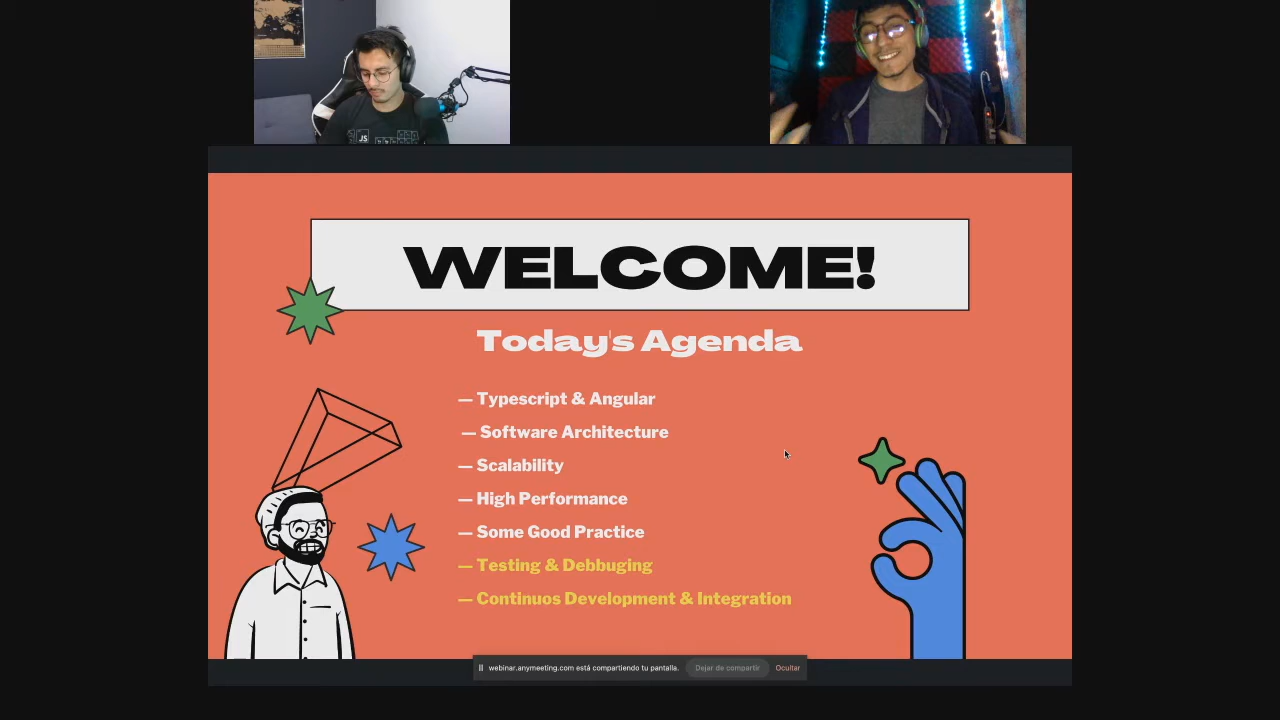 JS
WELCOME!
Today's Agenda
— Typescript & Angular
— Software Architecture
— Scalability
— High Performance
— Some Good Practice
— Testing & Debbuging
— Continuos Development & Integration
webinar.anymeeting.com está compartiendo tu pantalla.
Dejar de compartir
Ocultar